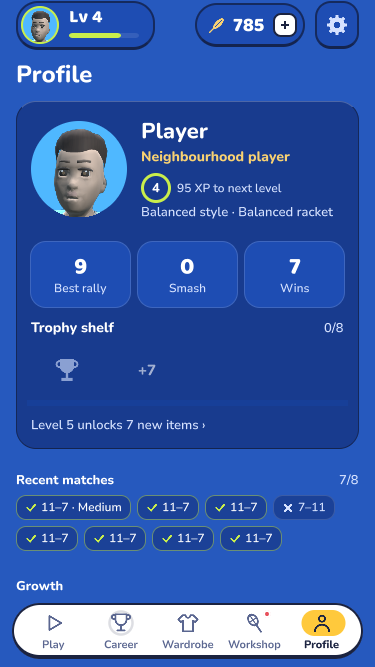 Lv 4
785 +
Profile
Player
Neighbourhood player
4 95 XP to next level
Balanced style · Balanced racket
9 0 7
Best rally Smash Wins
Trophy shelf 0/8
+7
Level 5 unlocks 7 new items ›
Recent matches 7/8
11–7 · Medium 11–7 11–7 7–11
11–7 11–7 11–7 11–7
Growth
Play Career Wardrobe Workshop Profile